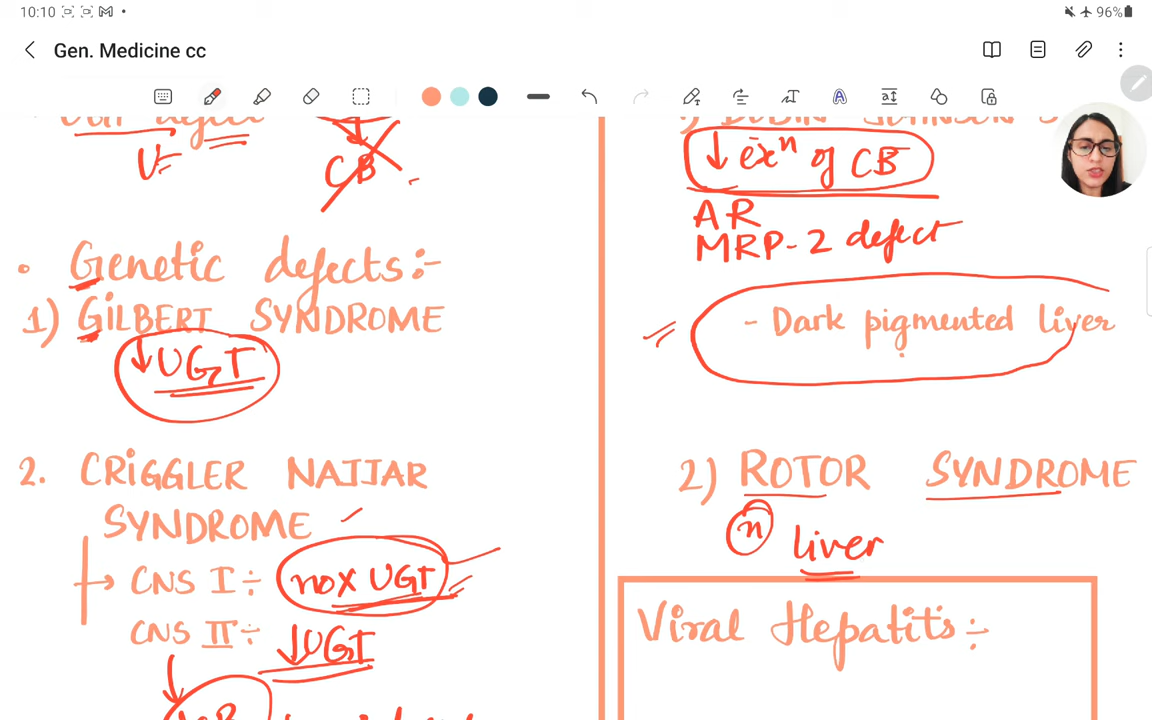 10:10
96%
Gen. Medicine cc
UGT
CB
• Genetic defects:-
1) GILBERT SYNDROME
↓ UGT
2. CRIGGLER NAJJAR
SYNDROME
→ CNS I÷ no x UGT
CNS II÷ ↓UGT
↓ exⁿ of CB
AR
MRP-2 defect
- Dark pigmented liver
2) ROTOR SYNDROME
n liver
Viral Hepatitis÷